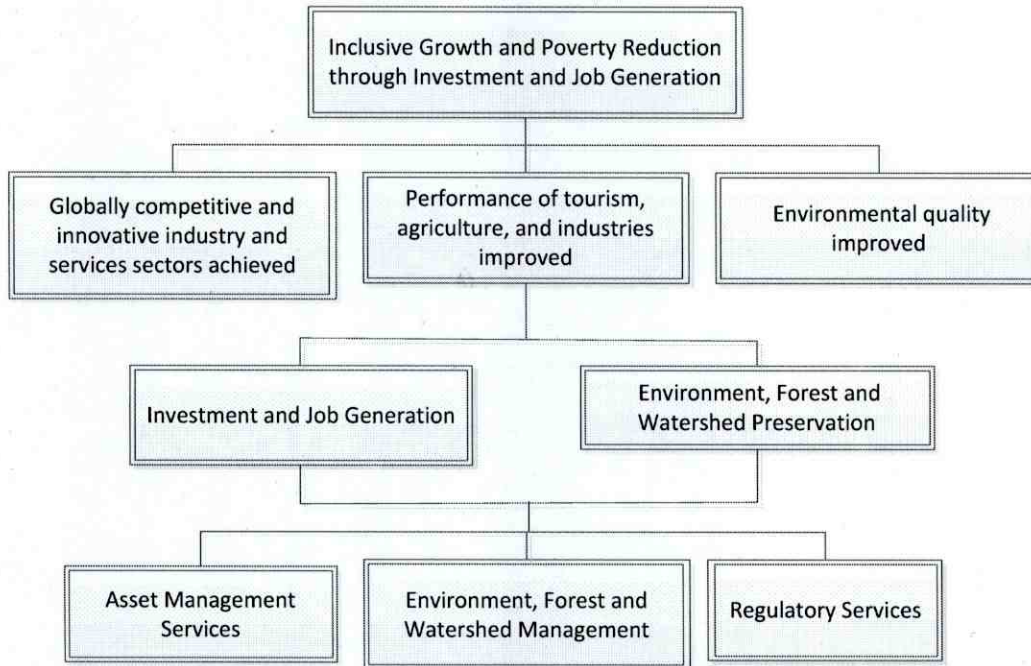 Inclusive Growth and Poverty Reduction
through Investment and Job Generation
Globally competitive and
innovative industry and
services sectors achieved
Performance of tourism,
agriculture, and industries
improved
Environmental quality
improved
Investment and Job Generation
Environment, Forest and
Watershed Preservation
Asset Management
Services
Environment, Forest and
Watershed Management
Regulatory Services